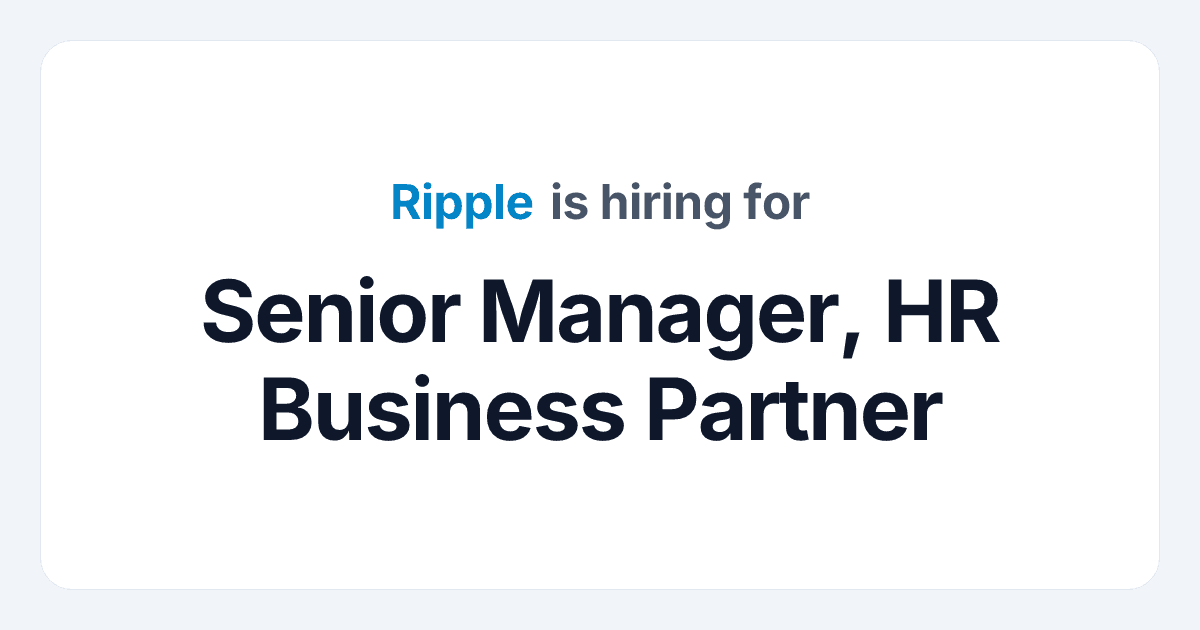 Ripple is hiring for
Senior Manager, HR
Business Partner